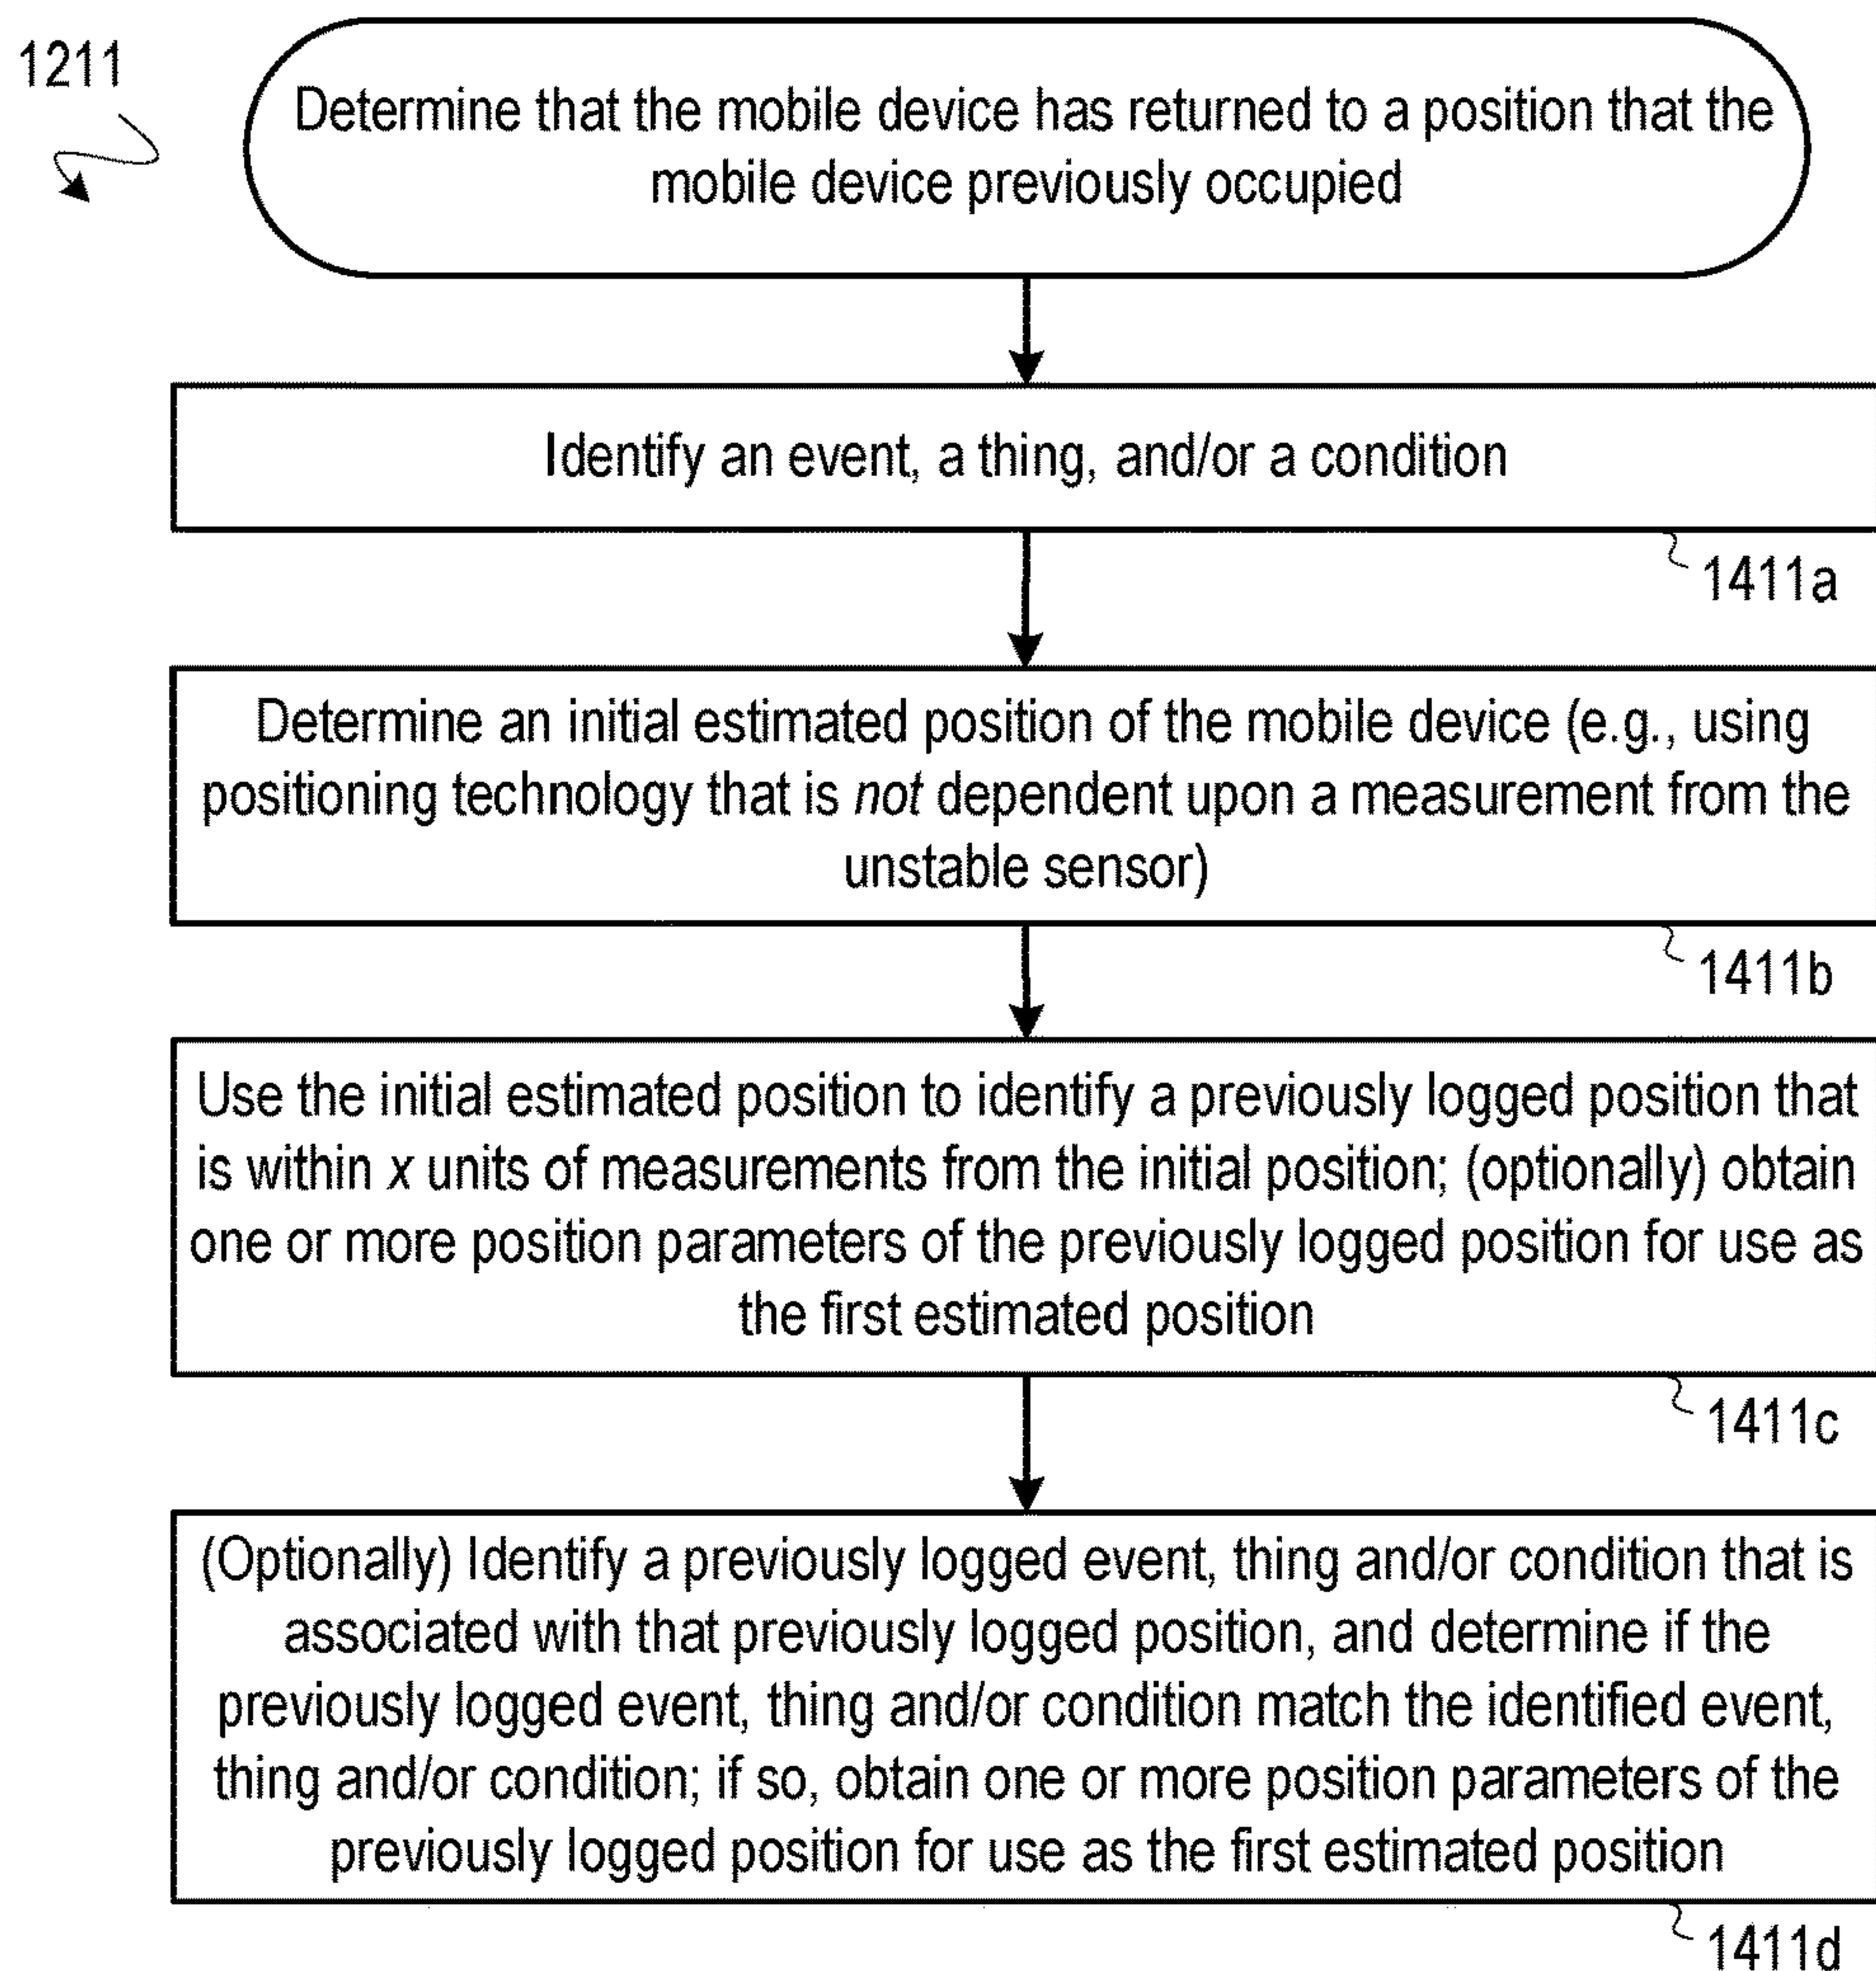 1211
Determine that the mobile device has returned to a position that the
mobile device previously occupied
Identify an event, a thing, and/or a condition
1411a
Determine an initial estimated position of the mobile device (e.g., using
positioning technology that is not dependent upon a measurement from the
unstable sensor)
1411b
Use the initial estimated position to identify a previously logged position that
is within x units of measurements from the initial position; (optionally) obtain
one or more position parameters of the previously logged position for use as
the first estimated position
1411c
(Optionally) Identify a previously logged event, thing and/or condition that is
associated with that previously logged position, and determine if the
previously logged event, thing and/or condition match the identified event,
thing and/or condition; if so, obtain one or more position parameters of the
previously logged position for use as the first estimated position
1411d